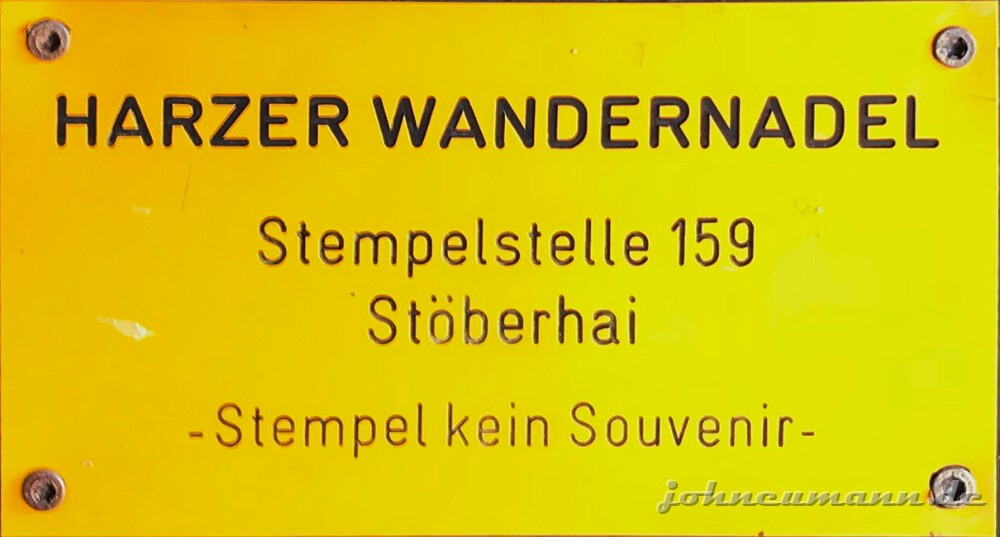 HARZER WANDERNADEL
Stempelstelle 159
Stöberhai
-Stempel kein Souvenir-
johneumann.de